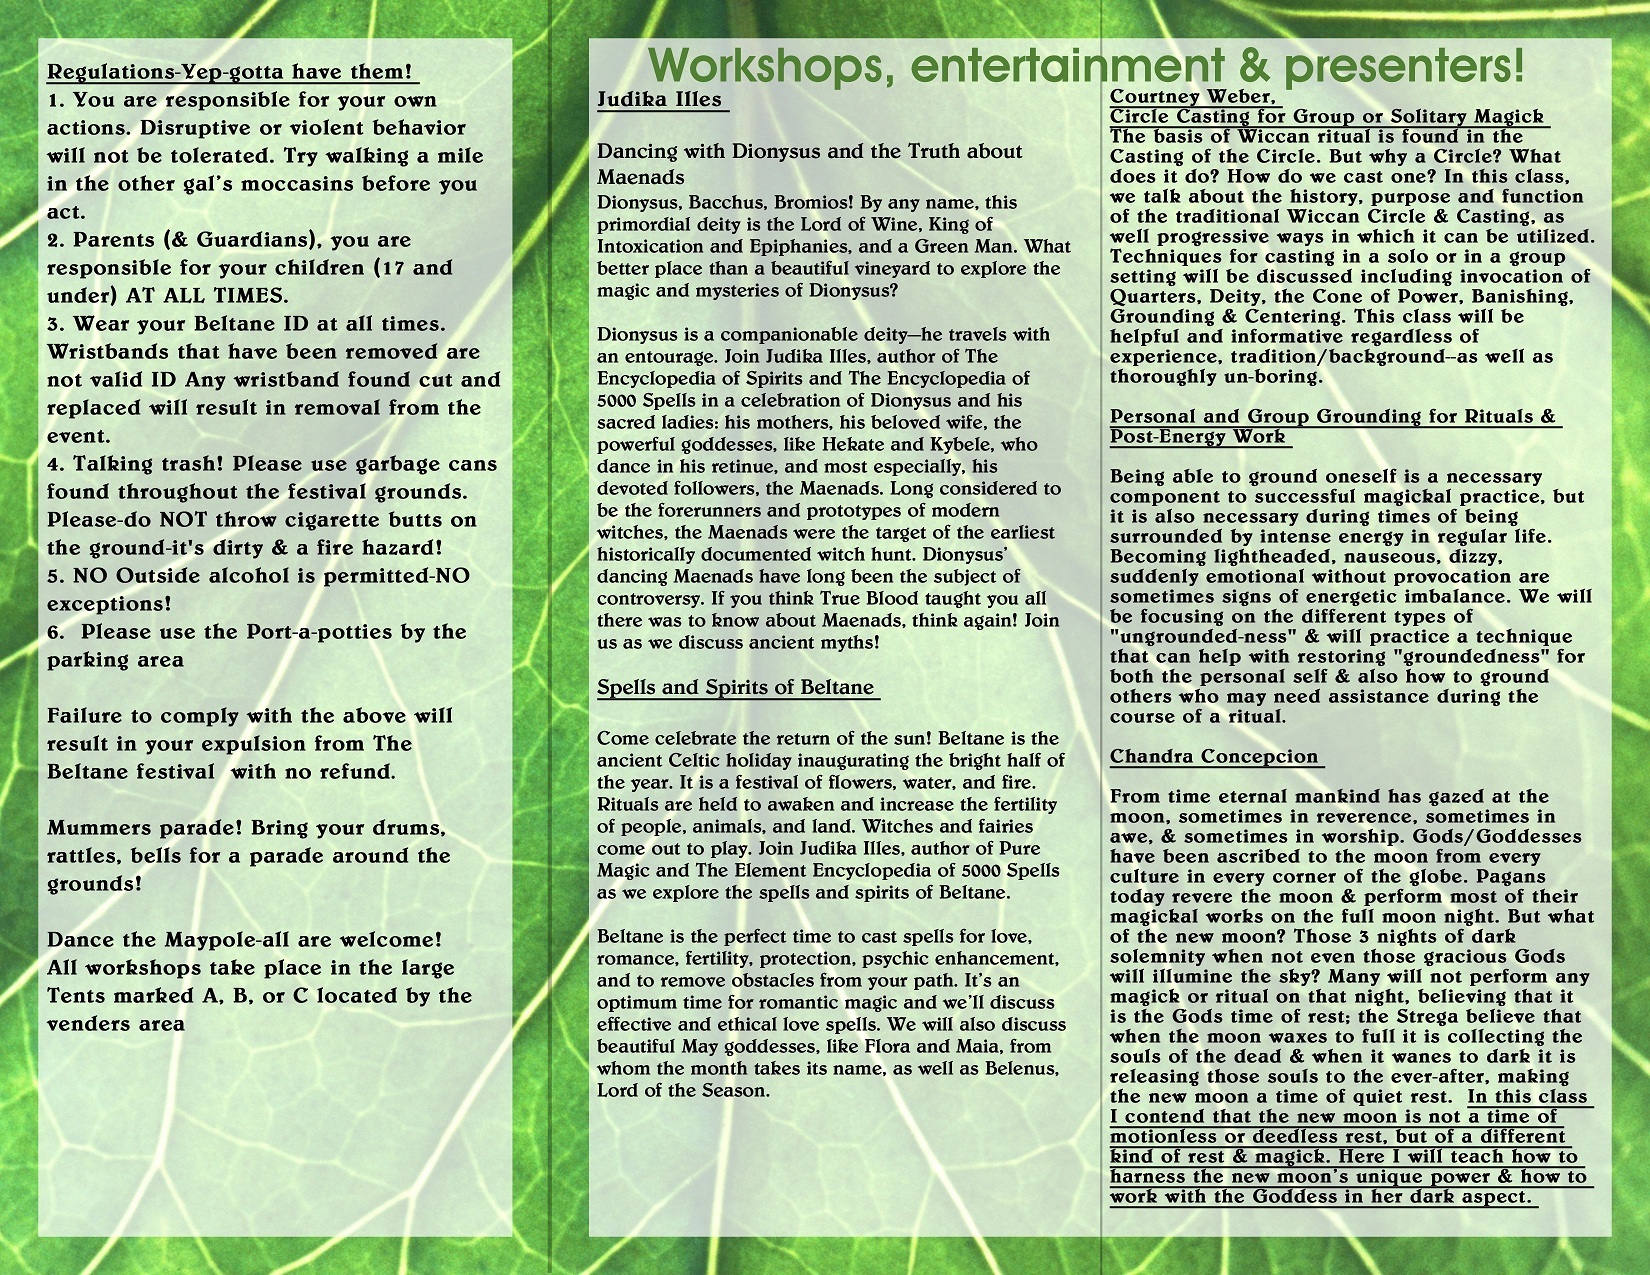 Regulations-Yep-gotta have them!
1. You are responsible for your own
actions. Disruptive or violent behavior
will not be tolerated. Try walking a mile
in the other gal's moccasins before you
act.
2. Parents (& Guardians), you are
responsible for your children (17 and
under) AT ALL TIMES.
3. Wear your Beltane ID at all times.
Wristbands that have been removed are
not valid ID Any wristband found cut and
replaced will result in removal from the
event.
4. Talking trash! Please use garbage cans
found throughout the festival grounds.
Please-do NOT throw cigarette butts on
the ground-it's dirty & a fire hazard!
5. NO Outside alcohol is permitted-NO
exceptions!
6.  Please use the Port-a-potties by the
parking area
Failure to comply with the above will
result in your expulsion from The
Beltane festival  with no refund.
Mummers parade! Bring your drums,
rattles, bells for a parade around the
grounds!
Dance the Maypole-all are welcome!
All workshops take place in the large
Tents marked A, B, or C located by the
venders area
Workshops, entertainment & presenters!
Judika Illes
Dancing with Dionysus and the Truth about
Maenads
Dionysus, Bacchus, Bromios! By any name, this
primordial deity is the Lord of Wine, King of
Intoxication and Epiphanies, and a Green Man. What
better place than a beautiful vineyard to explore the
magic and mysteries of Dionysus?
Dionysus is a companionable deity—he travels with
an entourage. Join Judika Illes, author of The
Encyclopedia of Spirits and The Encyclopedia of
5000 Spells in a celebration of Dionysus and his
sacred ladies: his mothers, his beloved wife, the
powerful goddesses, like Hekate and Kybele, who
dance in his retinue, and most especially, his
devoted followers, the Maenads. Long considered to
be the forerunners and prototypes of modern
witches, the Maenads were the target of the earliest
historically documented witch hunt. Dionysus'
dancing Maenads have long been the subject of
controversy. If you think True Blood taught you all
there was to know about Maenads, think again! Join
us as we discuss ancient myths!
Spells and Spirits of Beltane
Come celebrate the return of the sun! Beltane is the
ancient Celtic holiday inaugurating the bright half of
the year. It is a festival of flowers, water, and fire.
Rituals are held to awaken and increase the fertility
of people, animals, and land. Witches and fairies
come out to play. Join Judika Illes, author of Pure
Magic and The Element Encyclopedia of 5000 Spells
as we explore the spells and spirits of Beltane.
Beltane is the perfect time to cast spells for love,
romance, fertility, protection, psychic enhancement,
and to remove obstacles from your path. It's an
optimum time for romantic magic and we'll discuss
effective and ethical love spells. We will also discuss
beautiful May goddesses, like Flora and Maia, from
whom the month takes its name, as well as Belenus,
Lord of the Season.
Courtney Weber,
Circle Casting for Group or Solitary Magick
The basis of Wiccan ritual is found in the
Casting of the Circle. But why a Circle? What
does it do? How do we cast one? In this class,
we talk about the history, purpose and function
of the traditional Wiccan Circle & Casting, as
well progressive ways in which it can be utilized.
Techniques for casting in a solo or in a group
setting will be discussed including invocation of
Quarters, Deity, the Cone of Power, Banishing,
Grounding & Centering. This class will be
helpful and informative regardless of
experience, tradition/background--as well as
thoroughly un-boring.
Personal and Group Grounding for Rituals &
Post-Energy Work
Being able to ground oneself is a necessary
component to successful magickal practice, but
it is also necessary during times of being
surrounded by intense energy in regular life.
Becoming lightheaded, nauseous, dizzy,
suddenly emotional without provocation are
sometimes signs of energetic imbalance. We will
be focusing on the different types of
"ungrounded-ness" & will practice a technique
that can help with restoring "groundedness" for
both the personal self & also how to ground
others who may need assistance during the
course of a ritual.
Chandra Concepcion
From time eternal mankind has gazed at the
moon, sometimes in reverence, sometimes in
awe, & sometimes in worship. Gods/Goddesses
have been ascribed to the moon from every
culture in every corner of the globe. Pagans
today revere the moon & perform most of their
magickal works on the full moon night. But what
of the new moon? Those 3 nights of dark
solemnity when not even those gracious Gods
will illumine the sky? Many will not perform any
magick or ritual on that night, believing that it
is the Gods time of rest; the Strega believe that
when the moon waxes to full it is collecting the
souls of the dead & when it wanes to dark it is
releasing those souls to the ever-after, making
the new moon a time of quiet rest.  In this class
I contend that the new moon is not a time of
motionless or deedless rest, but of a different
kind of rest & magick. Here I will teach how to
harness the new moon's unique power & how to
work with the Goddess in her dark aspect.